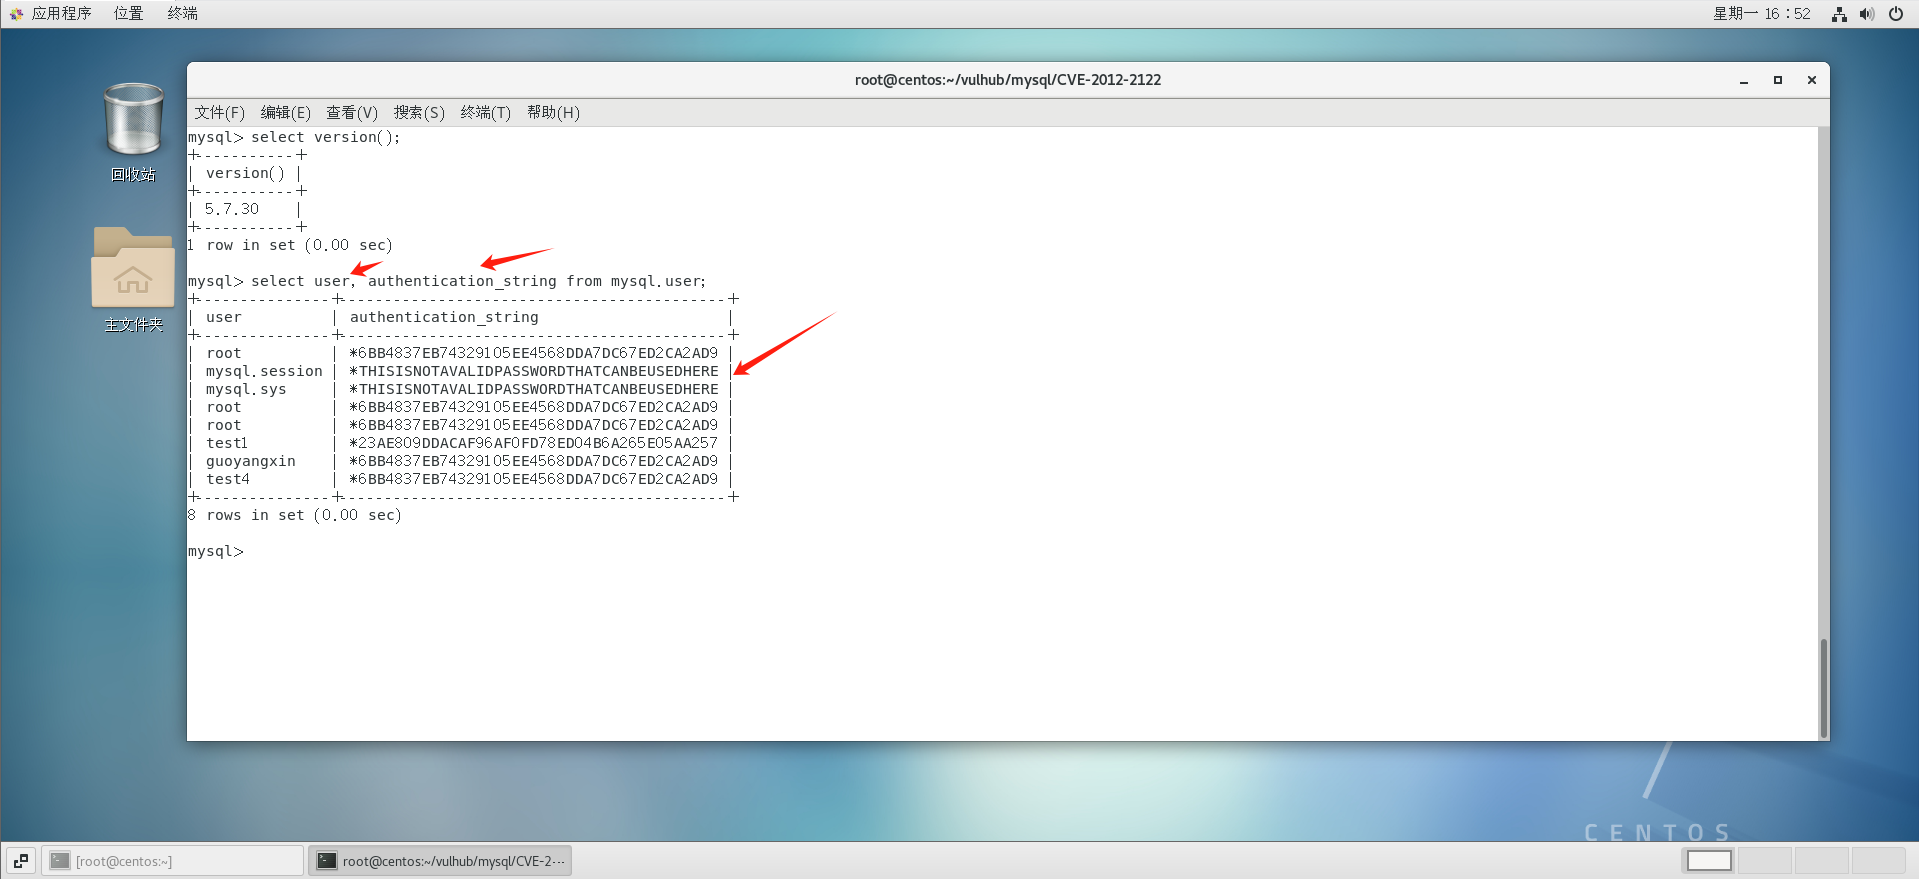 应用程序 位置 终端 星期一 16：52
回收站
主文件夹
root@centos:~/vulhub/mysql/CVE-2012-2122
文件(F) 编辑(E) 查看(V) 搜索(S) 终端(T) 帮助(H)
mysql> select version();
+-----------+
| version() |
+-----------+
| 5.7.30    |
+-----------+
1 row in set (0.00 sec)
mysql> select user, authentication_string from mysql.user;
+---------------+-------------------------------------------+
| user          | authentication_string                     |
+---------------+-------------------------------------------+
| root          | *6BB4837EB74329105EE4568DDA7DC67ED2CA2AD9 |
| mysql.session | *THISISNOTAVALIDPASSWORDTHATCANBEUSEDHERE |
| mysql.sys     | *THISISNOTAVALIDPASSWORDTHATCANBEUSEDHERE |
| root          | *6BB4837EB74329105EE4568DDA7DC67ED2CA2AD9 |
| root          | *6BB4837EB74329105EE4568DDA7DC67ED2CA2AD9 |
| test1         | *23AE809DDACAF96AF0FD78ED04B6A265E05AA257 |
| guoyangxin    | *6BB4837EB74329105EE4568DDA7DC67ED2CA2AD9 |
| test4         | *6BB4837EB74329105EE4568DDA7DC67ED2CA2AD9 |
+---------------+-------------------------------------------+
8 rows in set (0.00 sec)
mysql>
CENTOS
[root@centos:~] root@centos:~/vulhub/mysql/CVE-2···